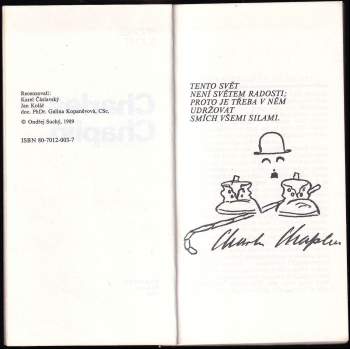 Recenzovali:
Karel Čáslavský
Jan Kolář
doc. PhDr. Galina Kopaněvová, CSc.
© Ondřej Suchý, 1989
ISBN 80-7012-003-7
TENTO SVĚT
NENÍ SVĚTEM RADOSTI;
PROTO JE TŘEBA V NĚM
UDRŽOVAT
SMÍCH VŠEMI SILAMI.
Charlie Chaplin